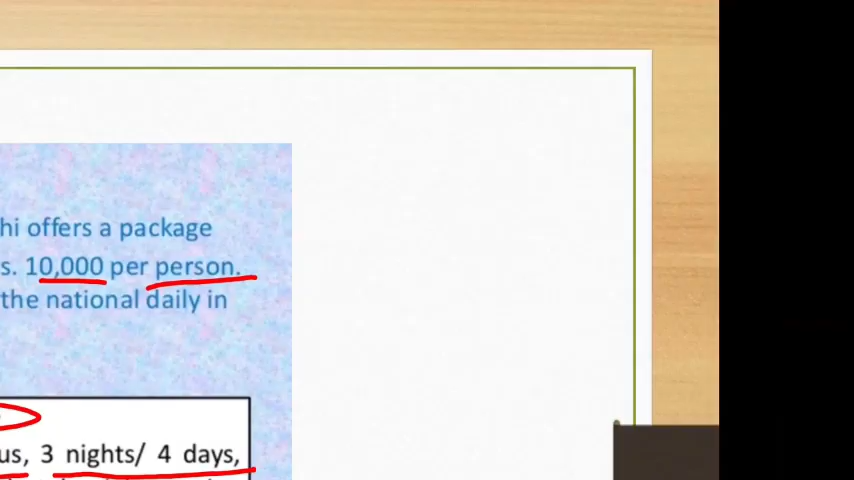 hi offers a package
s. 10,000 per person.
the national daily in
us, 3 nights/ 4 days,